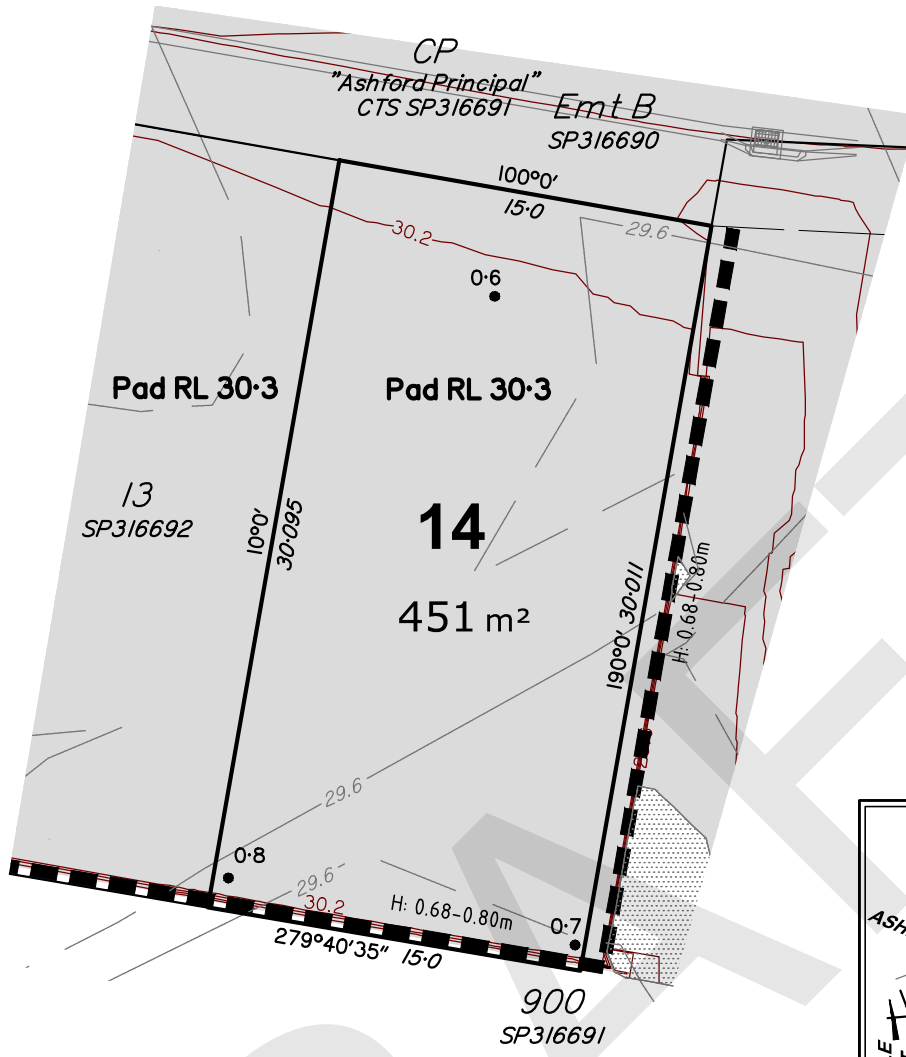 CP
"Ashford Principal"
CTS SP316691
Emt B
SP316690
100°0'
15·0
30.2
29.6
0·6
Pad RL 30·3
Pad RL 30·3
13
SP316692
10°0'
30·095
14
451 m²
190°0' 30·011
H: 0.68-0.80m
29.6
0·8
29.6
30.2
H: 0.68-0.80m
0·7
279°40'35" 15·0
900
SP316691
ASH